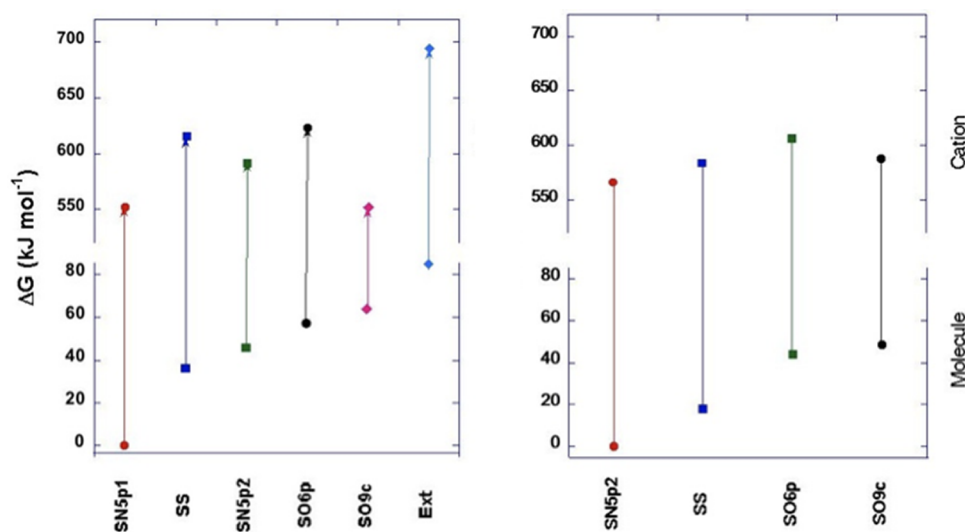 700
650
600
550
80
60
40
20
0
ΔG (kJ mol⁻¹)
SN5p1
SS
SN5p2
SO6p
SO9c
Ext
700
650
600
550
80
60
40
20
0
SN5p2
SS
SO6p
SO9c
Cation
Molecule